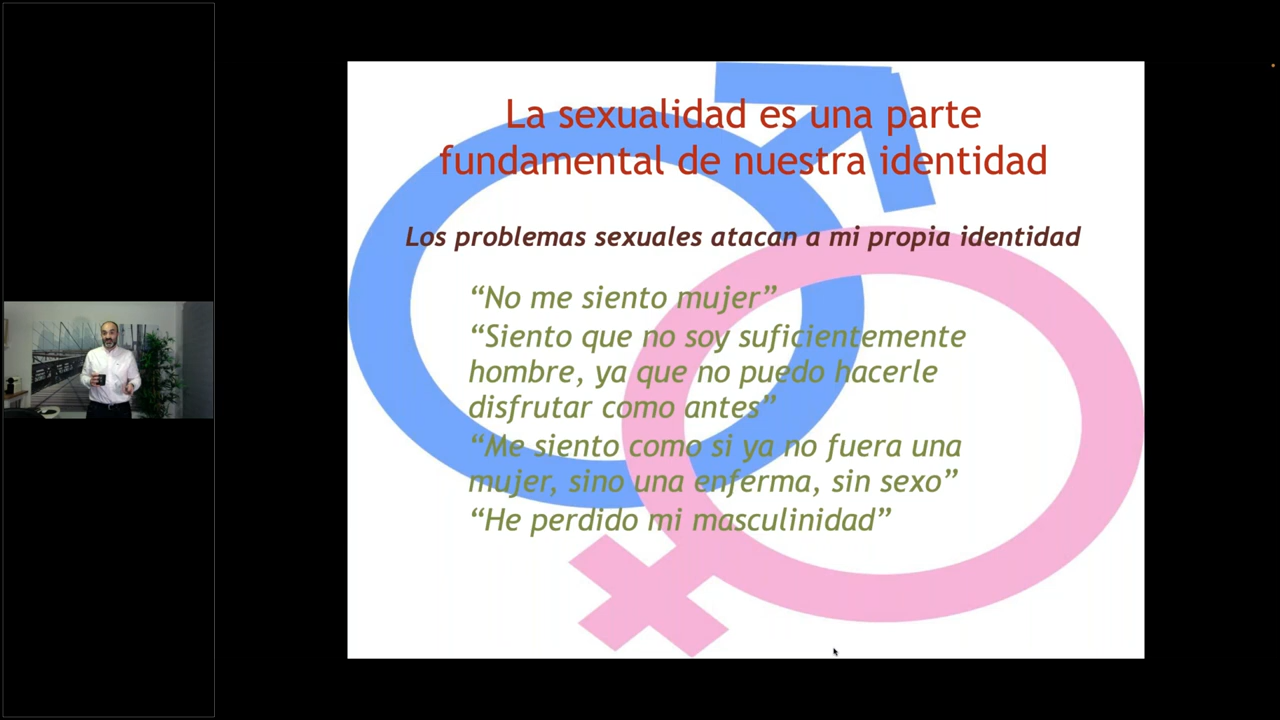 La sexualidad es una parte
fundamental de nuestra identidad
Los problemas sexuales atacan a mi propia identidad
“No me siento mujer”
“Siento que no soy suficientemente
hombre, ya que no puedo hacerle
disfrutar como antes”
“Me siento como si ya no fuera una
mujer, sino una enferma, sin sexo”
“He perdido mi masculinidad”